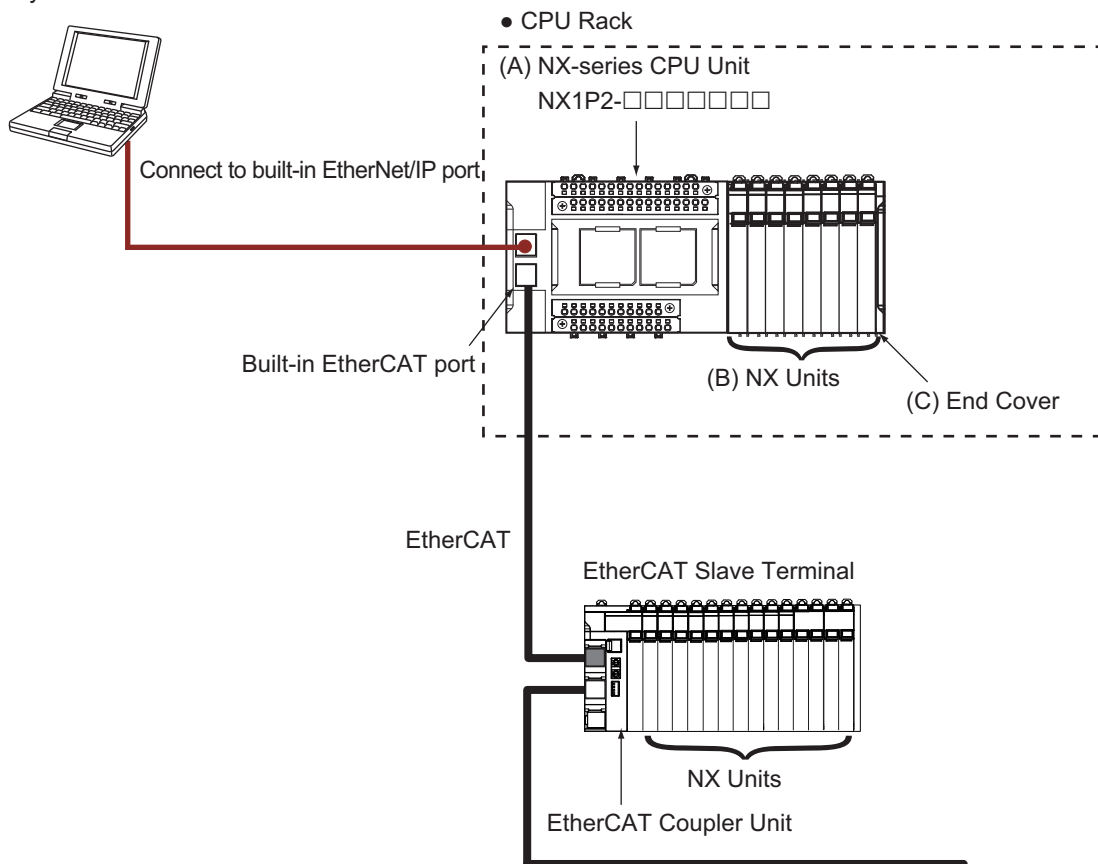 ● CPU Rack
(A) NX-series CPU Unit
NX1P2-□□□□□□□
Connect to built-in EtherNet/IP port
Built-in EtherCAT port
(B) NX Units
(C) End Cover
EtherCAT
EtherCAT Slave Terminal
NX Units
EtherCAT Coupler Unit